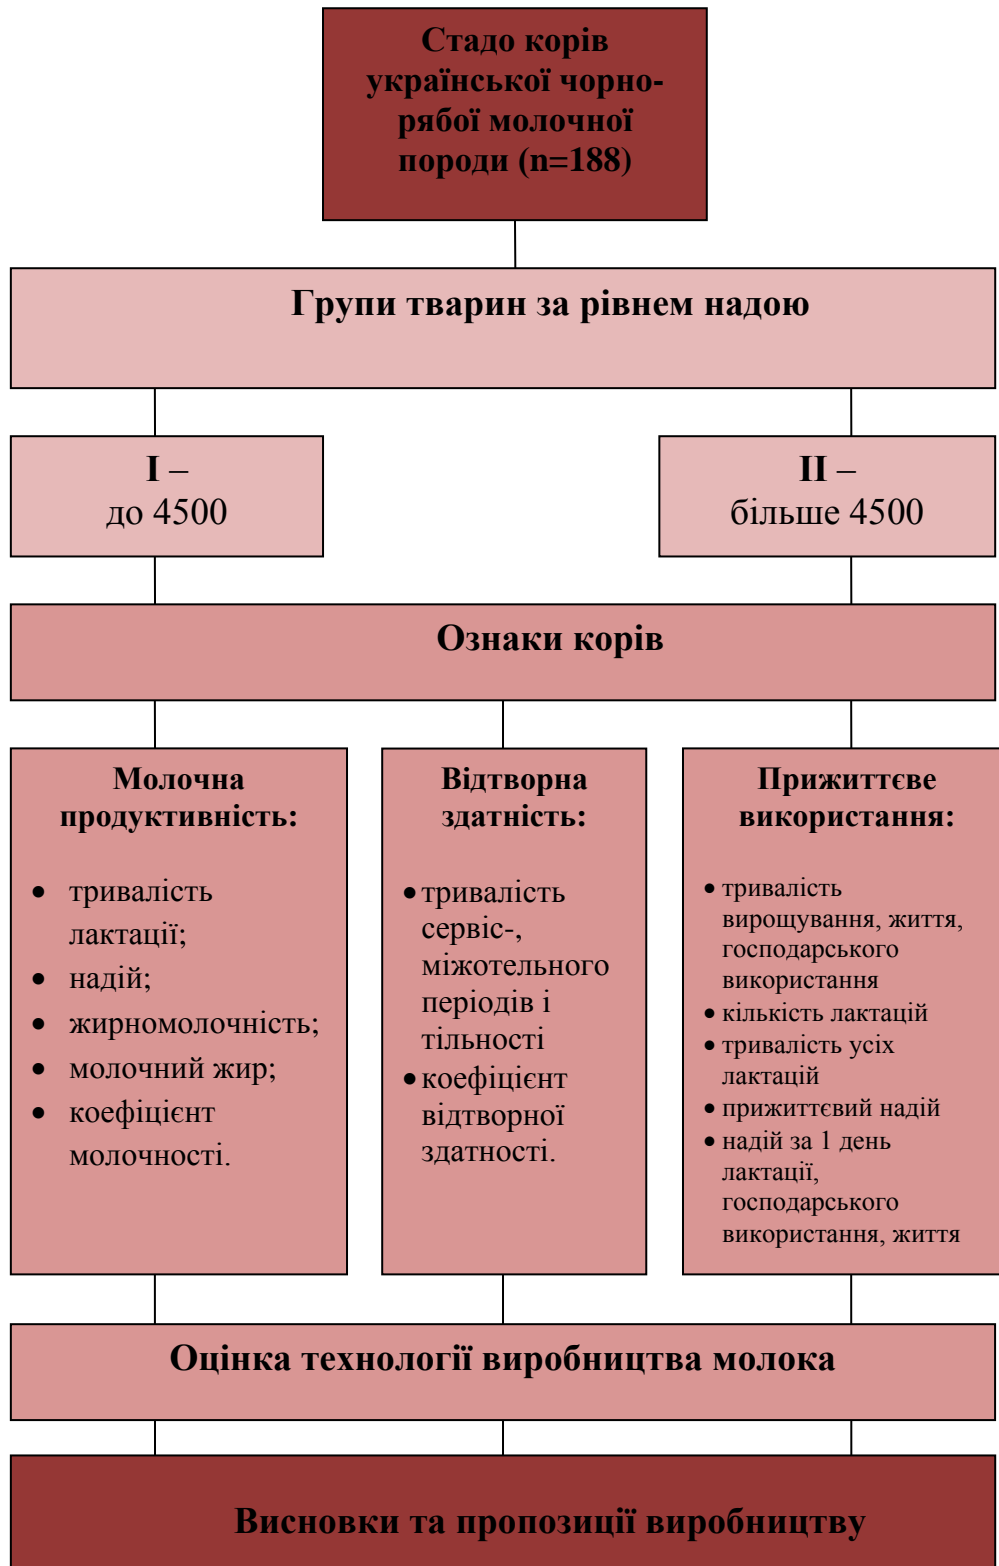 Стадо корів
української чорно-
рябої молочної
породи (n=188)
Групи тварин за рівнем надою
I –
до 4500
II –
більше 4500
Ознаки корів
Молочна
продуктивність:
• тривалість
лактації;
• надій;
• жирномолочність;
• молочний жир;
• коефіцієнт
молочності.
Відтворна
здатність:
• тривалість
сервіс-,
міжотельного
періодів і
тільності
• коефіцієнт
відтворної
здатності.
Прижиттєве
використання:
• тривалість
вирощування, життя,
господарського
використання
• кількість лактацій
• тривалість усіх
лактацій
• прижиттєвий надій
• надій за 1 день
лактації,
господарського
використання, життя
Оцінка технології виробництва молока
Висновки та пропозиції виробництву